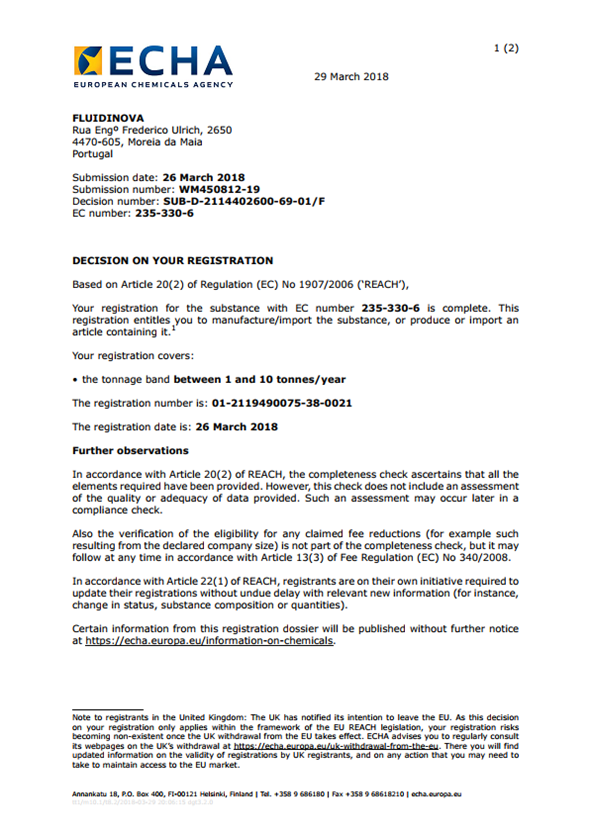 1 (2)
ECHA
EUROPEAN CHEMICALS AGENCY
29 March 2018
FLUIDINOVA
Rua Engº Frederico Ulrich, 2650
4470-605, Moreia da Maia
Portugal
Submission date: 26 March 2018
Submission number: WM450812-19
Decision number: SUB-D-2114402600-69-01/F
EC number: 235-330-6
DECISION ON YOUR REGISTRATION
Based on Article 20(2) of Regulation (EC) No 1907/2006 (‘REACH’),
Your registration for the substance with EC number 235-330-6 is complete. This
registration entitles you to manufacture/import the substance, or produce or import an
article containing it.1
Your registration covers:
• the tonnage band between 1 and 10 tonnes/year
The registration number is: 01-2119490075-38-0021
The registration date is: 26 March 2018
Further observations
In accordance with Article 20(2) of REACH, the completeness check ascertains that all the
elements required have been provided. However, this check does not include an assessment
of the quality or adequacy of data provided. Such an assessment may occur later in a
compliance check.
Also the verification of the eligibility for any claimed fee reductions (for example such
resulting from the declared company size) is not part of the completeness check, but it may
follow at any time in accordance with Article 13(3) of Fee Regulation (EC) No 340/2008.
In accordance with Article 22(1) of REACH, registrants are on their own initiative required to
update their registrations without undue delay with relevant new information (for instance,
change in status, substance composition or quantities).
Certain information from this registration dossier will be published without further notice
at https://echa.europa.eu/information-on-chemicals.
Note to registrants in the United Kingdom: The UK has notified its intention to leave the EU. As this decision
on your registration only applies within the framework of the EU REACH legislation, your registration risks
becoming non-existent once the UK withdrawal from the EU takes effect. ECHA advises you to regularly consult
its webpages on the UK's withdrawal at https://echa.europa.eu/uk-withdrawal-from-the-eu. There you will find
updated information on the validity of registrations by UK registrants, and on any action that you may need to
take to maintain access to the EU market.
Annankatu 18, P.O. Box 400, FI-00121 Helsinki, Finland | Tel. +358 9 686180 | Fax +358 9 68618210 | echa.europa.eu